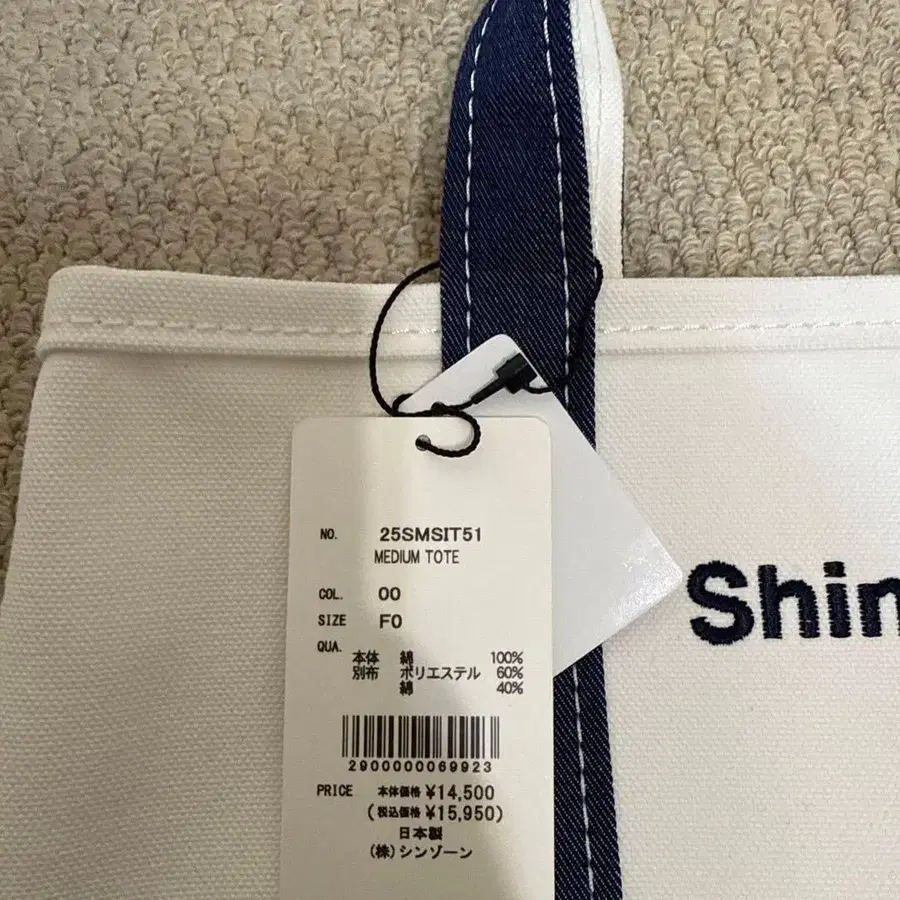 NO. 25SMSIT51
MEDIUM TOTE
COL. 00
SIZE F0
QUA.
本体 綿 100%
別布 ポリエステル 60%
綿 40%
2900000069923
PRICE 本体価格 ¥14,500
(税込価格 ¥15,950)
日本製
(株)シンゾーン
Shin